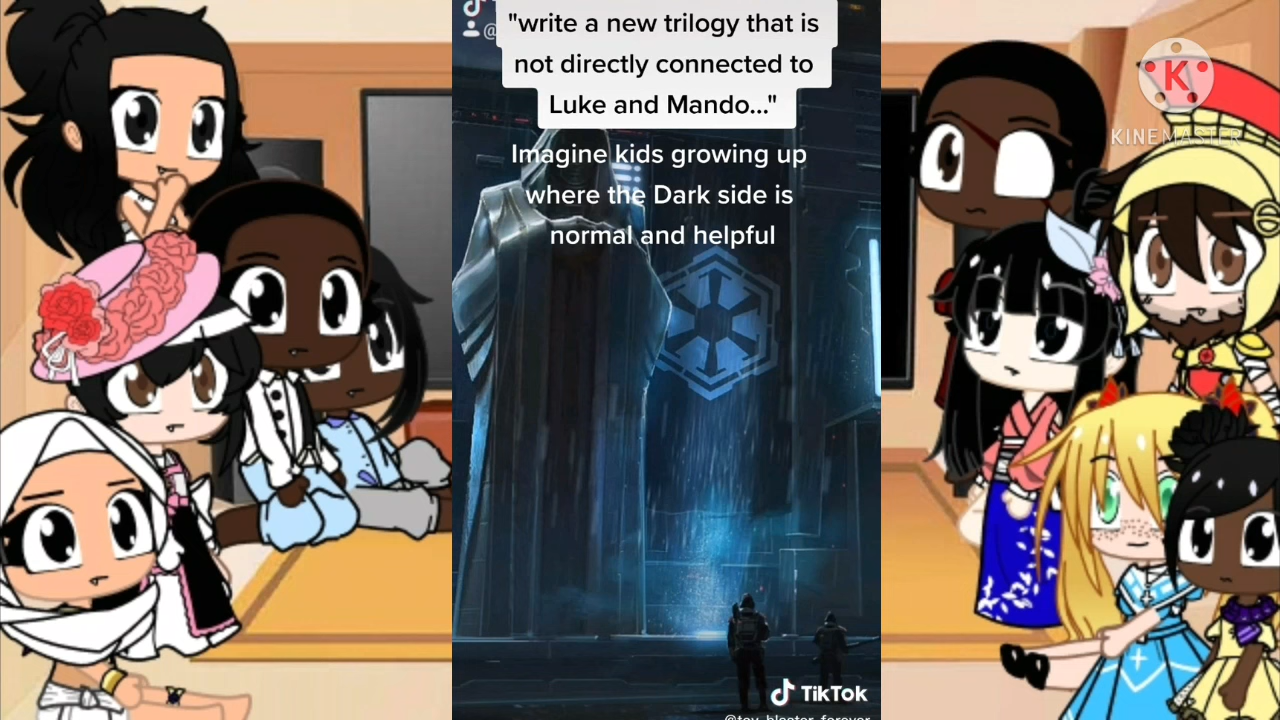 @
"write a new trilogy that is
not directly connected to
Luke and Mando..."
Imagine kids growing up
where the Dark side is
normal and helpful
K
KINEMASTER
TikTok
@toy_blaster_forever